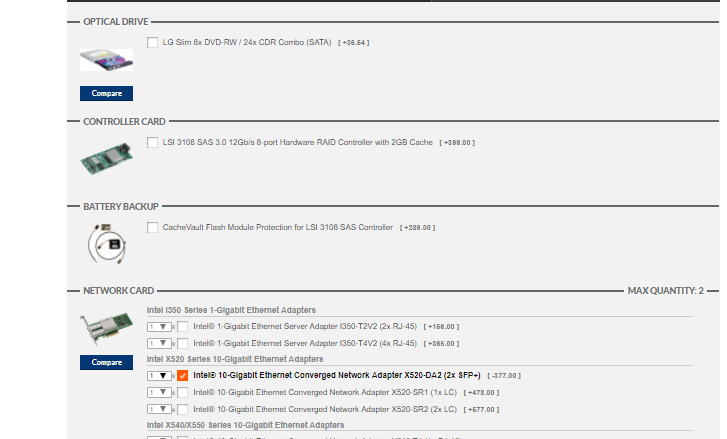 OPTICAL DRIVE
LG Slim 8x DVD-RW / 24x CDR Combo (SATA) [ +38.54 ]
Compare
CONTROLLER CARD
LSI 3108 SAS 3.0 12Gb/s 8-port Hardware RAID Controller with 2GB Cache [ +399.00 ]
BATTERY BACKUP
CacheVault Flash Module Protection for LSI 3108 SAS Controller [ +239.00 ]
NETWORK CARD MAX QUANTITY: 2
Intel I350 Series 1-Gigabit Ethernet Adapters
1 x Intel® 1-Gigabit Ethernet Server Adapter I350-T2V2 (2x RJ-45) [ +166.00 ]
1 x Intel® 1-Gigabit Ethernet Server Adapter I350-T4V2 (4x RJ-45)
Compare
Intel X520 Series 10-Gigabit Ethernet Adapters
1 x Intel® 10-Gigabit Ethernet Converged Network Adapter X520-DA2 (2x SFP+) [ -377.00 ]
1 x Intel® 10-Gigabit Ethernet Converged Network Adapter X520-SR1 (1x LC) [ +478.00 ]
1 x Intel® 10-Gigabit Ethernet Converged Network Adapter X520-SR2 (2x LC) [ +577.00 ]
Intel X540/X550 Series 10-Gigabit Ethernet Adapters